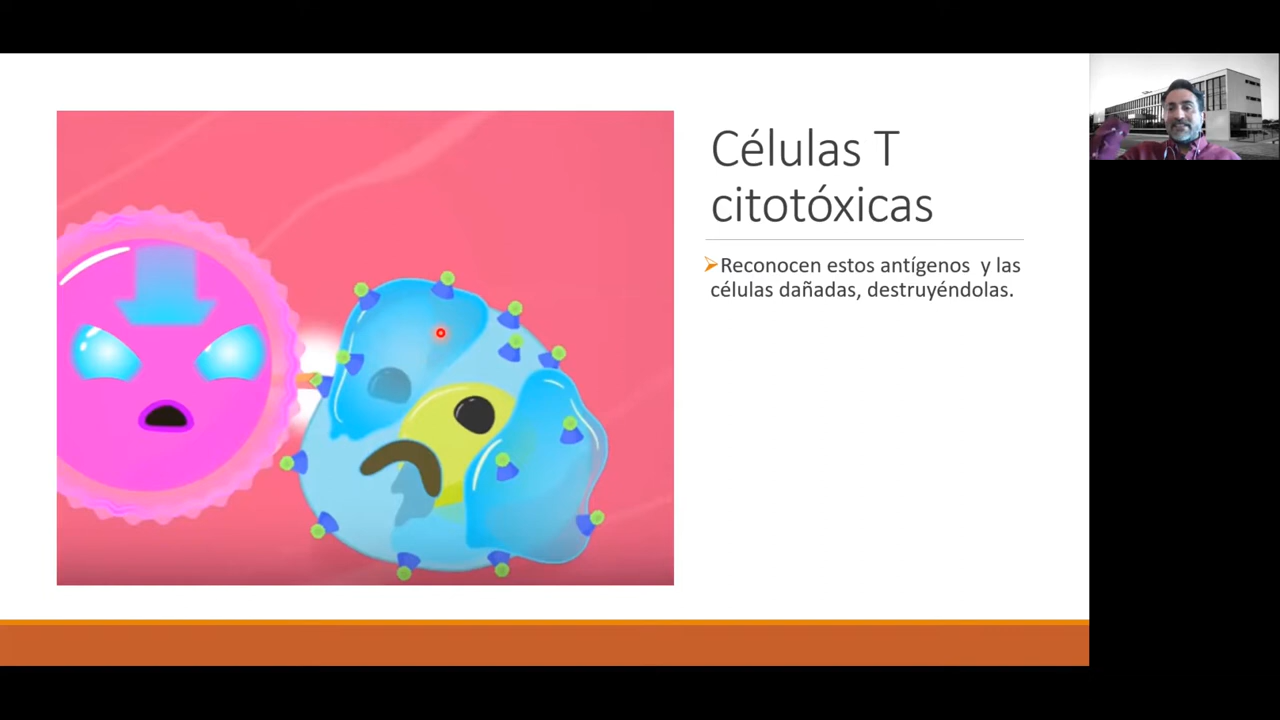 Células T
citotóxicas
Reconocen estos antígenos y las
células dañadas, destruyéndolas.